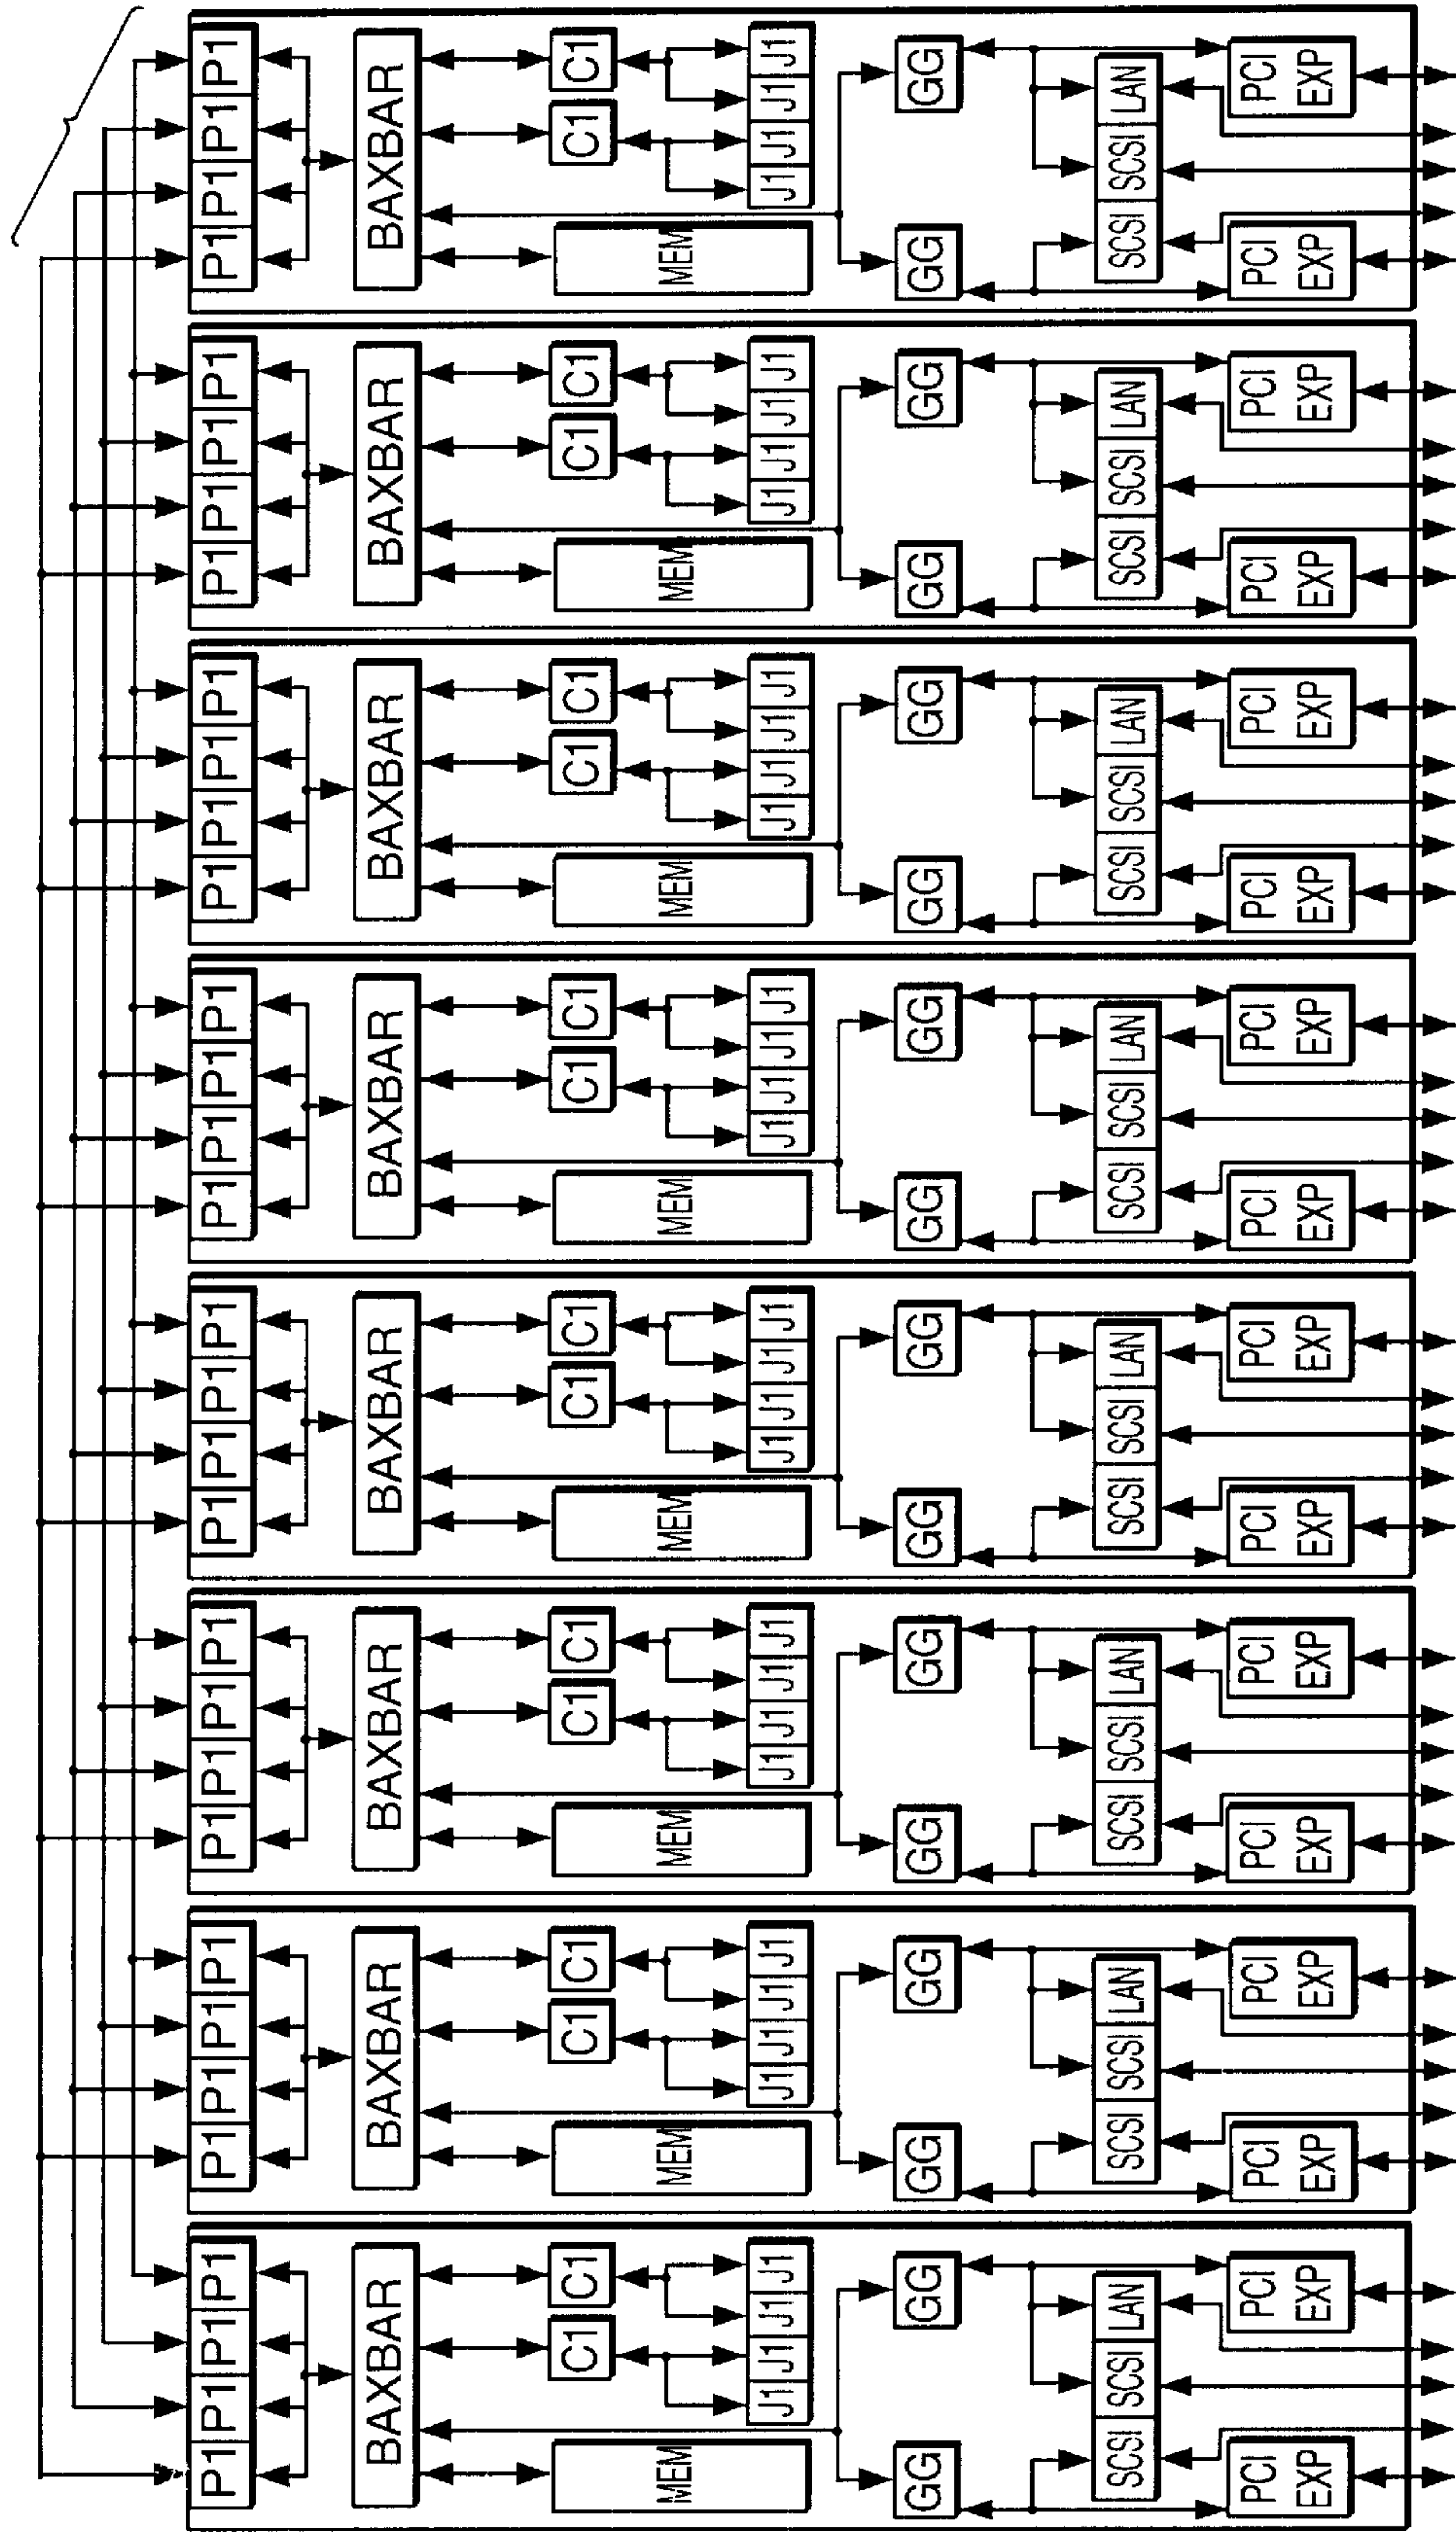 P1 P1 P1 P1
BAXBAR
C1 C1
MEM
J1 J1 J1 J1
GG GG
SCSI SCSI LAN
PCI PCI
EXP EXP
P1 P1 P1 P1
BAXBAR
C1 C1
MEM
J1 J1 J1 J1
GG GG
SCSI SCSI LAN
PCI PCI
EXP EXP
P1 P1 P1 P1
BAXBAR
C1 C1
MEM
J1 J1 J1 J1
GG GG
SCSI SCSI LAN
PCI PCI
EXP EXP
P1 P1 P1 P1
BAXBAR
C1 C1
MEM
J1 J1 J1 J1
GG GG
SCSI SCSI LAN
PCI PCI
EXP EXP
P1 P1 P1 P1
BAXBAR
C1 C1
MEM
J1 J1 J1 J1
GG GG
SCSI SCSI LAN
PCI PCI
EXP EXP
P1 P1 P1 P1
BAXBAR
C1 C1
MEM
J1 J1 J1 J1
GG GG
SCSI SCSI LAN
PCI PCI
EXP EXP
P1 P1 P1 P1
BAXBAR
C1 C1
MEM
J1 J1 J1 J1
GG GG
SCSI SCSI LAN
PCI PCI
EXP EXP
P1 P1 P1 P1
BAXBAR
C1 C1
MEM
J1 J1 J1 J1
GG GG
SCSI SCSI LAN
PCI PCI
EXP EXP